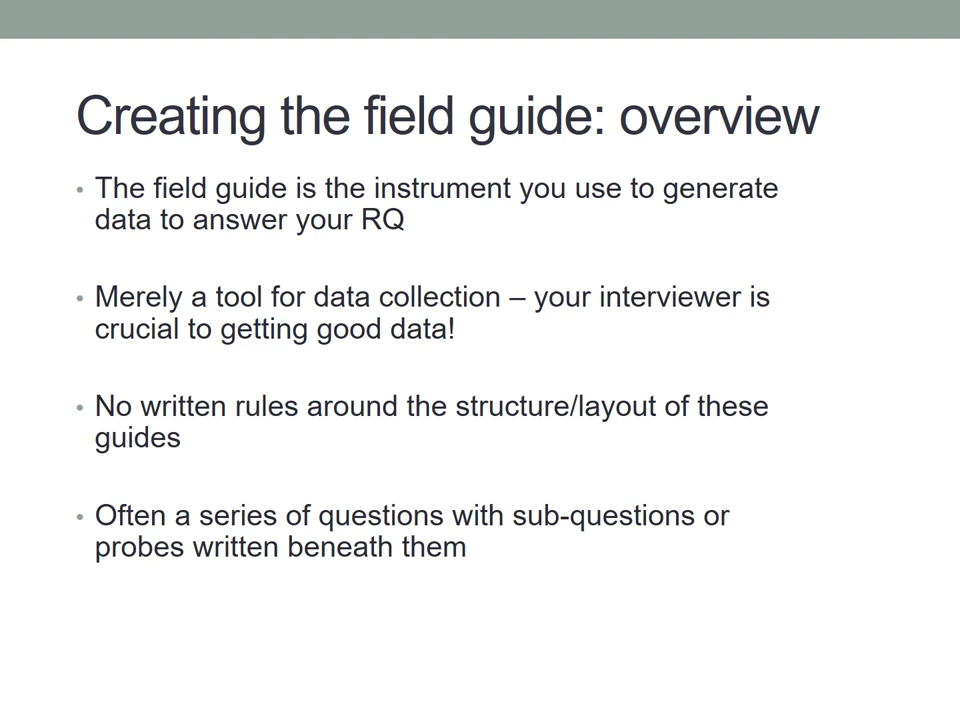 Creating the field guide: overview
• The field guide is the instrument you use to generate
data to answer your RQ
• Merely a tool for data collection – your interviewer is
crucial to getting good data!
• No written rules around the structure/layout of these
guides
• Often a series of questions with sub-questions or
probes written beneath them